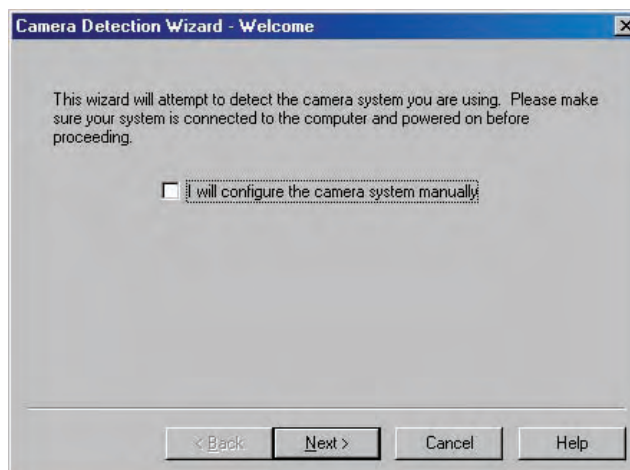 Camera Detection Wizard - Welcome
This wizard will attempt to detect the camera system you are using. Please make
sure your system is connected to the computer and powered on before
proceeding.
I will configure the camera system manually
< Back Next > Cancel Help